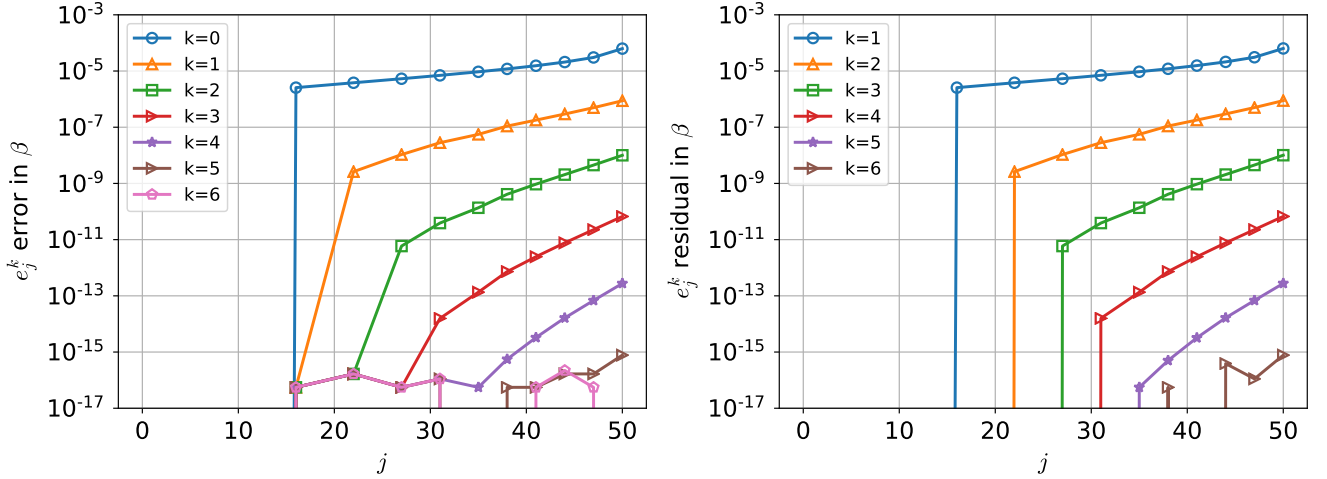 10⁻³
10⁻⁵
10⁻⁷
10⁻⁹
10⁻¹¹
10⁻¹³
10⁻¹⁵
10⁻¹⁷
0 10 20 30 40 50
j
e_j^k error in β
k=0
k=1
k=2
k=3
k=4
k=5
k=6
10⁻³
10⁻⁵
10⁻⁷
10⁻⁹
10⁻¹¹
10⁻¹³
10⁻¹⁵
10⁻¹⁷
0 10 20 30 40 50
j
e_j^k residual in β
k=1
k=2
k=3
k=4
k=5
k=6